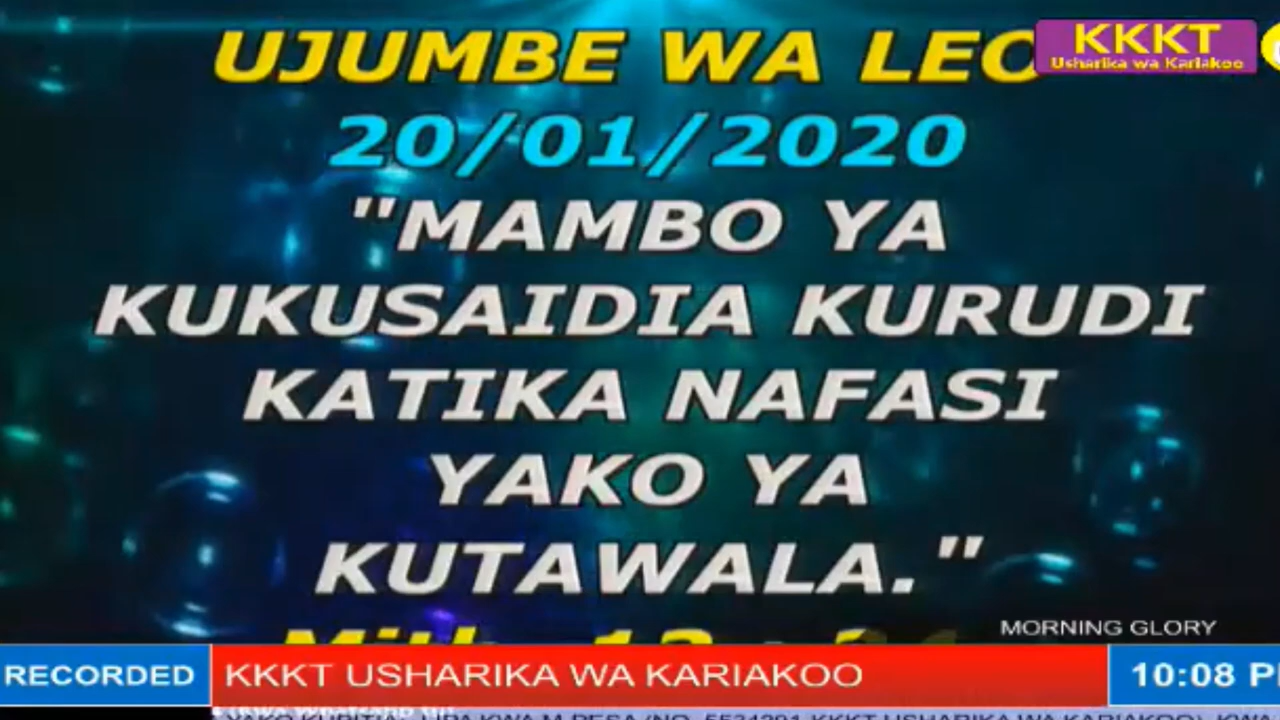 UJUMBE WA LEO
KKKT
Usharika wa Kariakoo
20/01/2020
"MAMBO YA
KUKUSAIDIA KURUDI
KATIKA NAFASI
YAKO YA
KUTAWALA."
MORNING GLORY
RECORDED
KKKT USHARIKA WA KARIAKOO
10:08